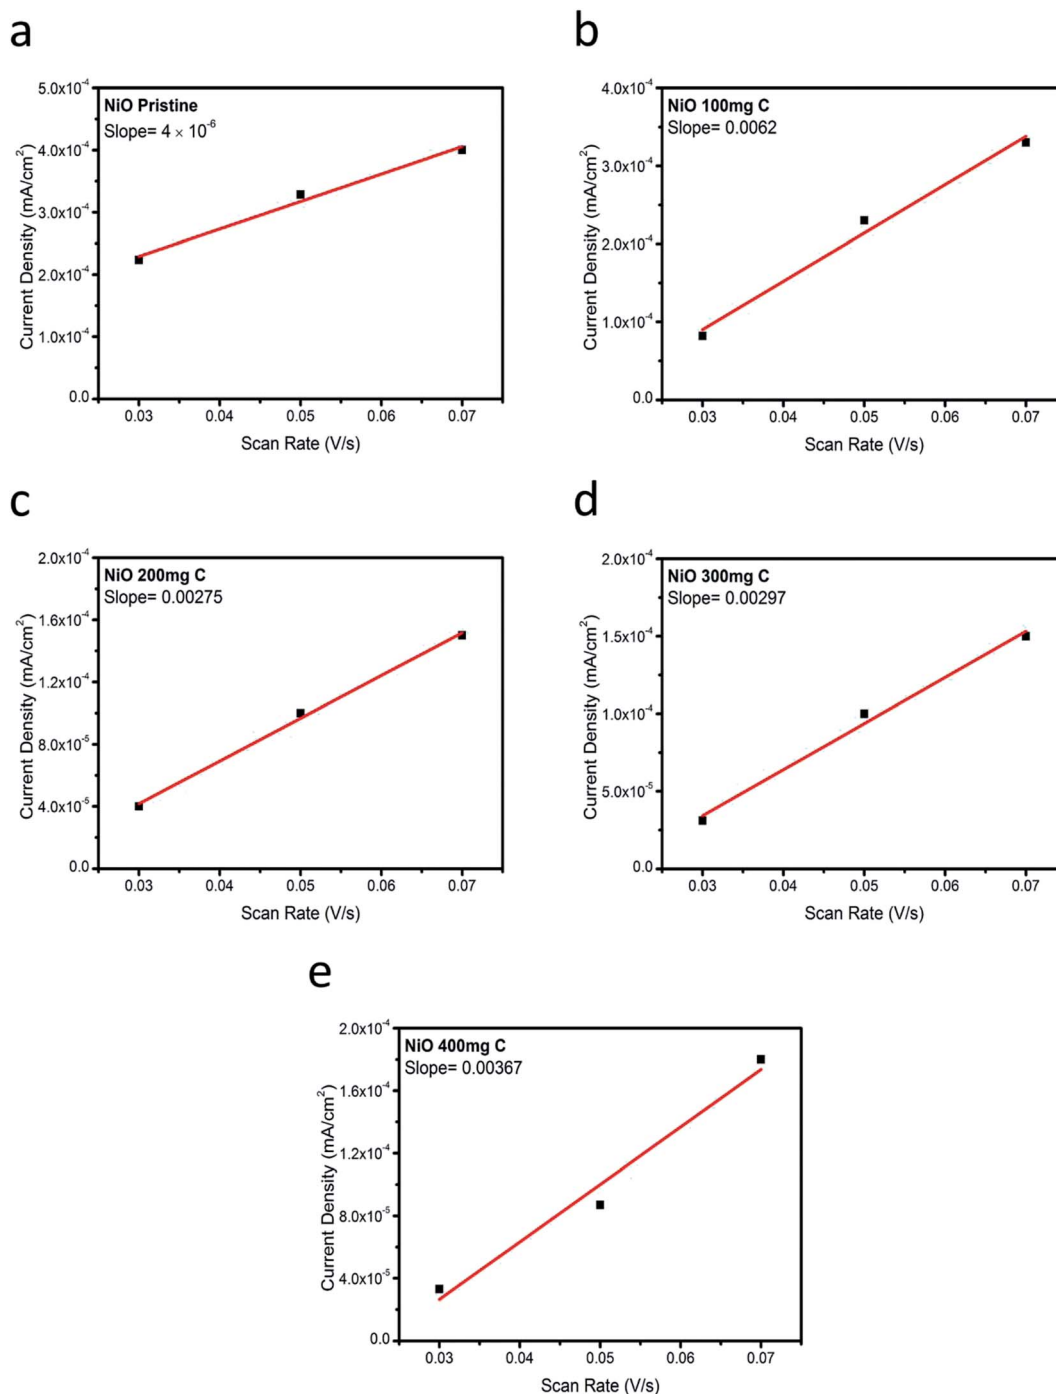 a
NiO Pristine
Slope= 4 × 10⁻⁶
5.0x10⁻⁴
4.0x10⁻⁴
3.0x10⁻⁴
2.0x10⁻⁴
1.0x10⁻⁴
0.0
Current Density (mA/cm²)
0.03 0.04 0.05 0.06 0.07
Scan Rate (V/s)
b
NiO 100mg C
Slope= 0.0062
4.0x10⁻⁴
3.0x10⁻⁴
2.0x10⁻⁴
1.0x10⁻⁴
0.0
Current Density (mA/cm²)
0.03 0.04 0.05 0.06 0.07
Scan Rate (V/s)
c
NiO 200mg C
Slope= 0.00275
2.0x10⁻⁴
1.6x10⁻⁴
1.2x10⁻⁴
8.0x10⁻⁵
4.0x10⁻⁵
0.0
Current Density (mA/cm²)
0.03 0.04 0.05 0.06 0.07
Scan Rate (V/s)
d
NiO 300mg C
Slope= 0.00297
2.0x10⁻⁴
1.5x10⁻⁴
1.0x10⁻⁴
5.0x10⁻⁵
0.0
Current Density (mA/cm²)
0.03 0.04 0.05 0.06 0.07
Scan Rate (V/s)
e
NiO 400mg C
Slope= 0.00367
2.0x10⁻⁴
1.6x10⁻⁴
1.2x10⁻⁴
8.0x10⁻⁵
4.0x10⁻⁵
0.0
Current Density (mA/cm²)
0.03 0.04 0.05 0.06 0.07
Scan Rate (V/s)